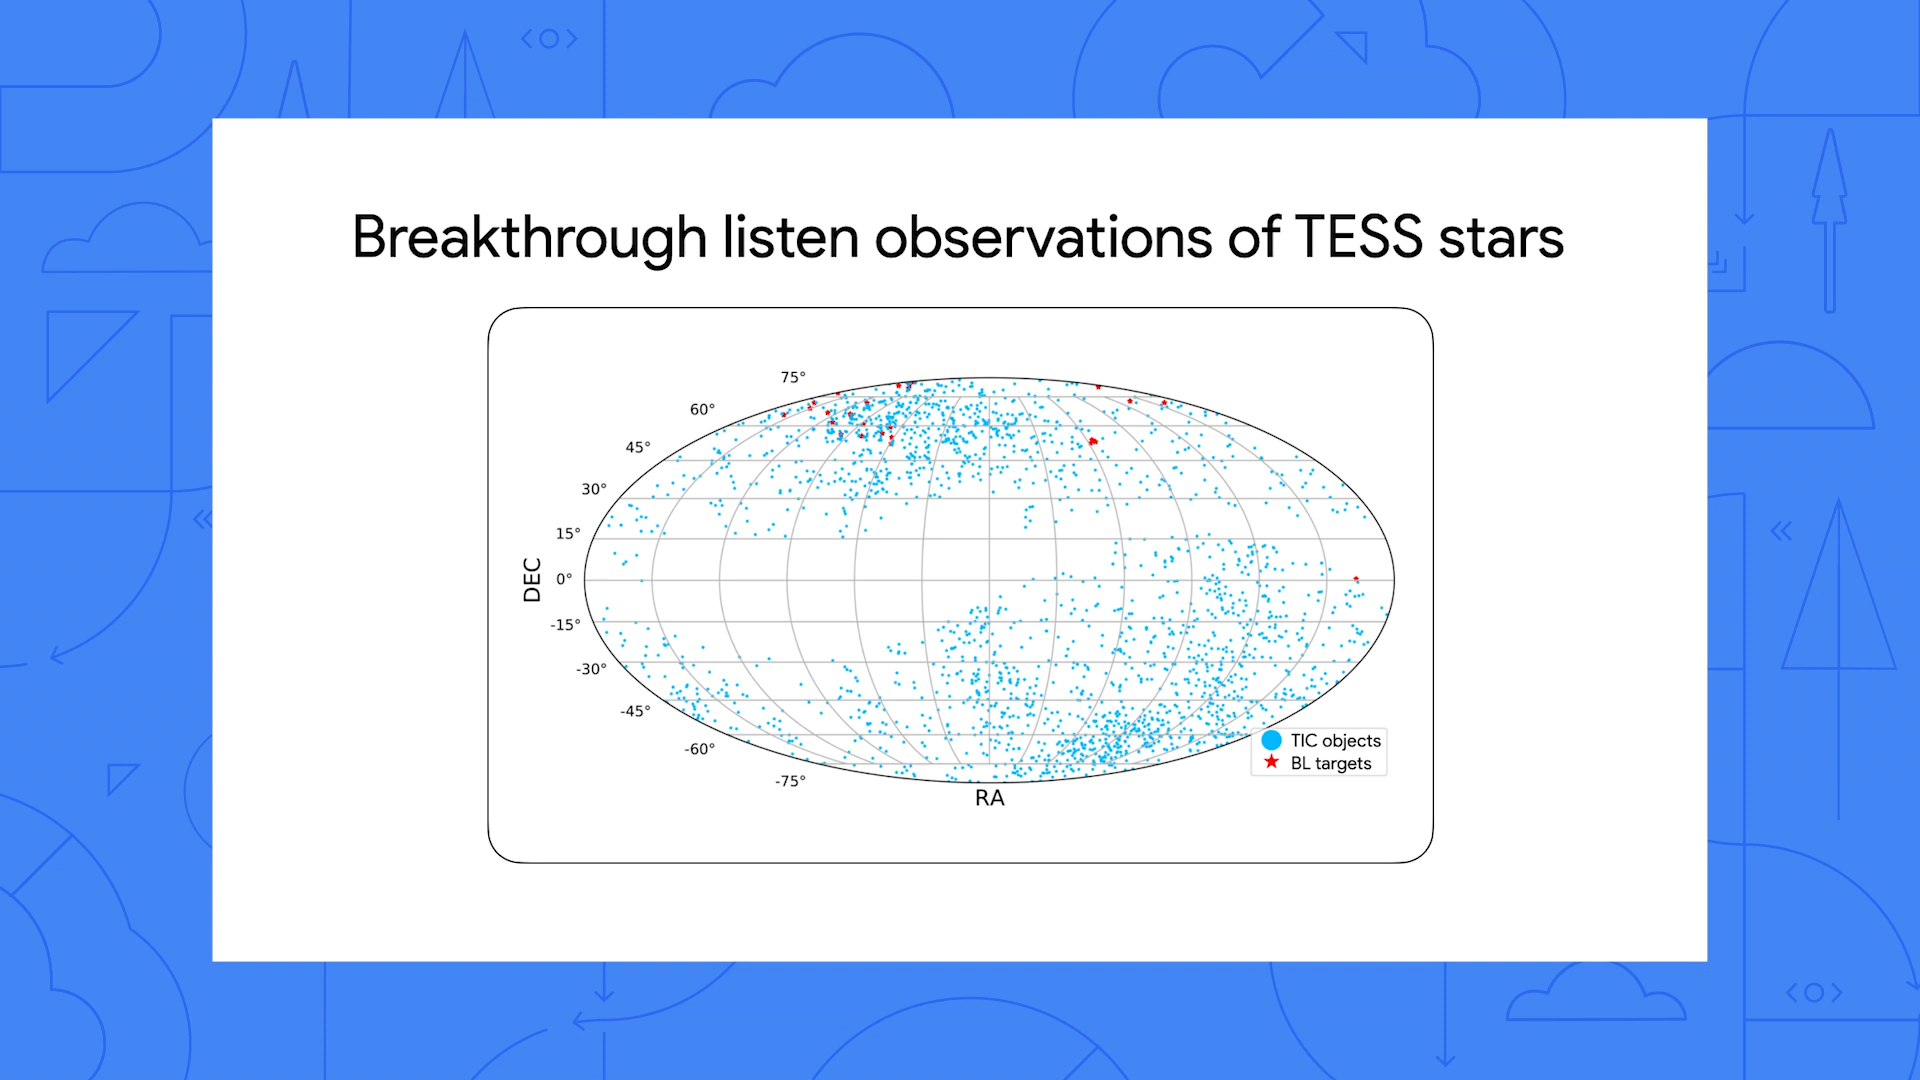 Breakthrough listen observations of TESS stars
75°
60°
45°
30°
15°
0°
-15°
-30°
-45°
-60°
-75°
DEC
RA
TIC objects
BL targets